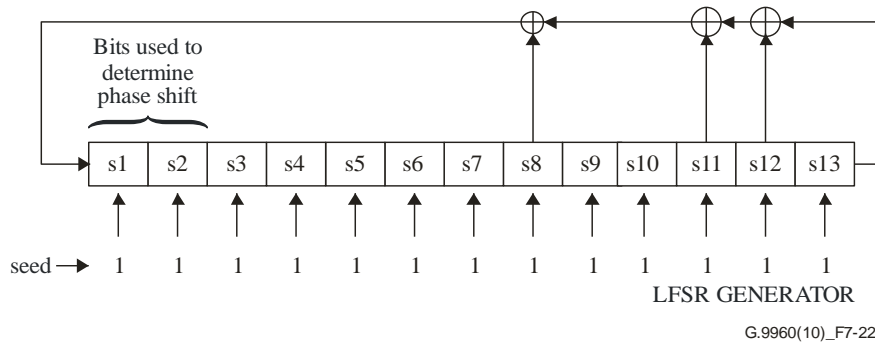 Bits used to
determine
phase shift
s1 s2 s3 s4 s5 s6 s7 s8 s9 s10 s11 s12 s13
seed 1 1 1 1 1 1 1 1 1 1 1 1 1
LFSR GENERATOR
G.9960(10)_F7-22